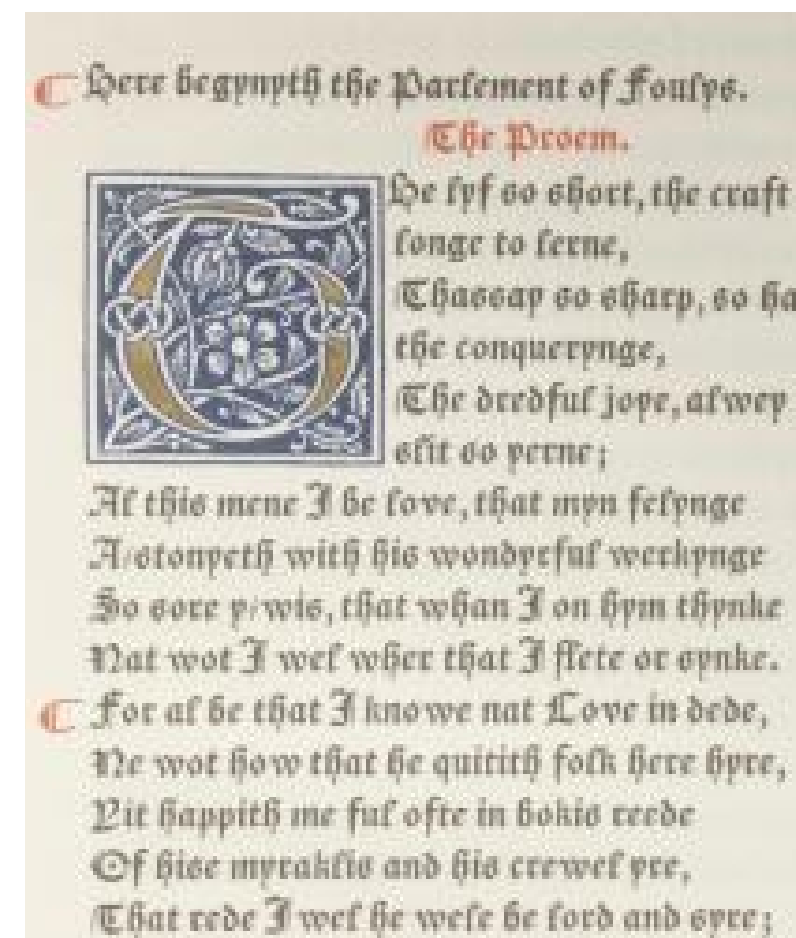 Here begynyth the Parlement of Foulys.
The Proem.
The lyf so short, the craft
longe to lerne,
Thassay so sharp, so ha
the conquerynge,
The dredful joye, alwey
slit so yerne;
Al this mene I be love, that myn felynge
A-stonyeth with his wondyrful werkynge
So sore y-wis, that whan I on hym thynke
Nat wot I wel wher that I flete or synke.
For al be that I knowe nat Love in dede,
Ne wot how that he quitith folk here hyre,
Yit happith me ful ofte in bokis reede
Of hise myraklis and his crewel yre,
That rede I wel he wele be lord and syre;